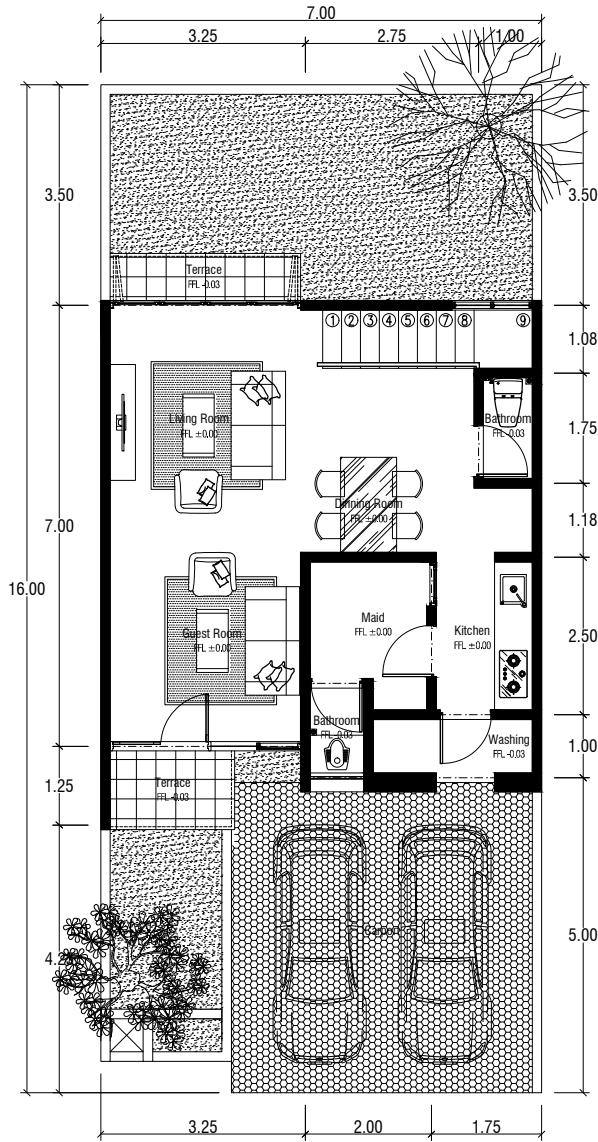 7.00
3.25
2.75
1.00
3.50
3.50
Terrace
FFL -0.03
1
2
3
4
5
6
7
8
9
1.08
Living Room
FFL ±0.00
Bathroom
FFL -0.03
1.75
Dinning Room
FFL ±0.00
1.18
7.00
16.00
Maid
FFL ±0.00
Kitchen
FFL ±0.00
2.50
Guest Room
FFL ±0.00
Bathroom
FFL -0.03
Washing
FFL -0.03
1.00
Terrace
FFL -0.03
1.25
Carport
5.00
3.25
2.00
1.75